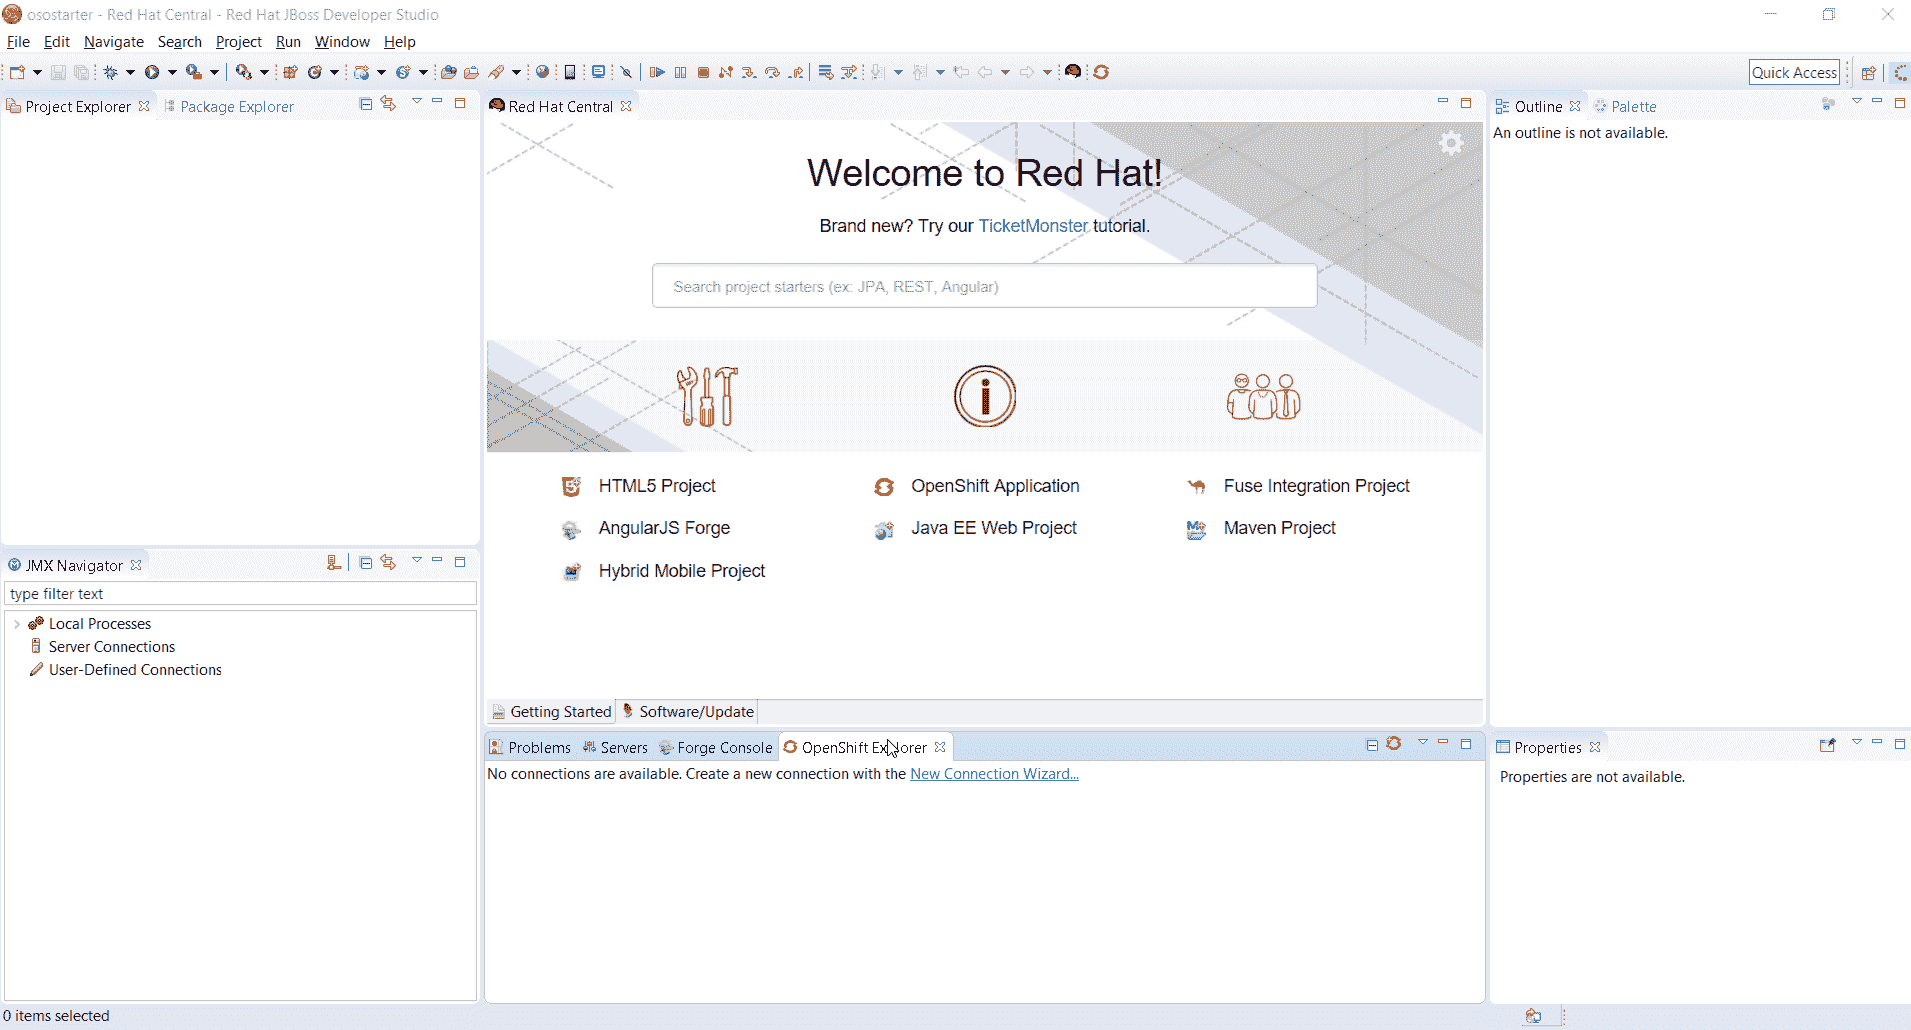 osostarter - Red Hat Central - Red Hat JBoss Developer Studio
File Edit Navigate Search Project Run Window Help
Quick Access
Project Explorer Package Explorer
Red Hat Central
Outline Palette
An outline is not available.
Welcome to Red Hat!
Brand new? Try our TicketMonster tutorial.
Search project starters (ex: JPA, REST, Angular)
HTML5 Project OpenShift Application Fuse Integration Project
AngularJS Forge Java EE Web Project Maven Project
Hybrid Mobile Project
JMX Navigator
type filter text
Local Processes
Server Connections
User-Defined Connections
Getting Started Software/Update
Problems Servers Forge Console OpenShift Explorer
No connections are available. Create a new connection with the New Connection Wizard...
Properties
Properties are not available.
0 items selected